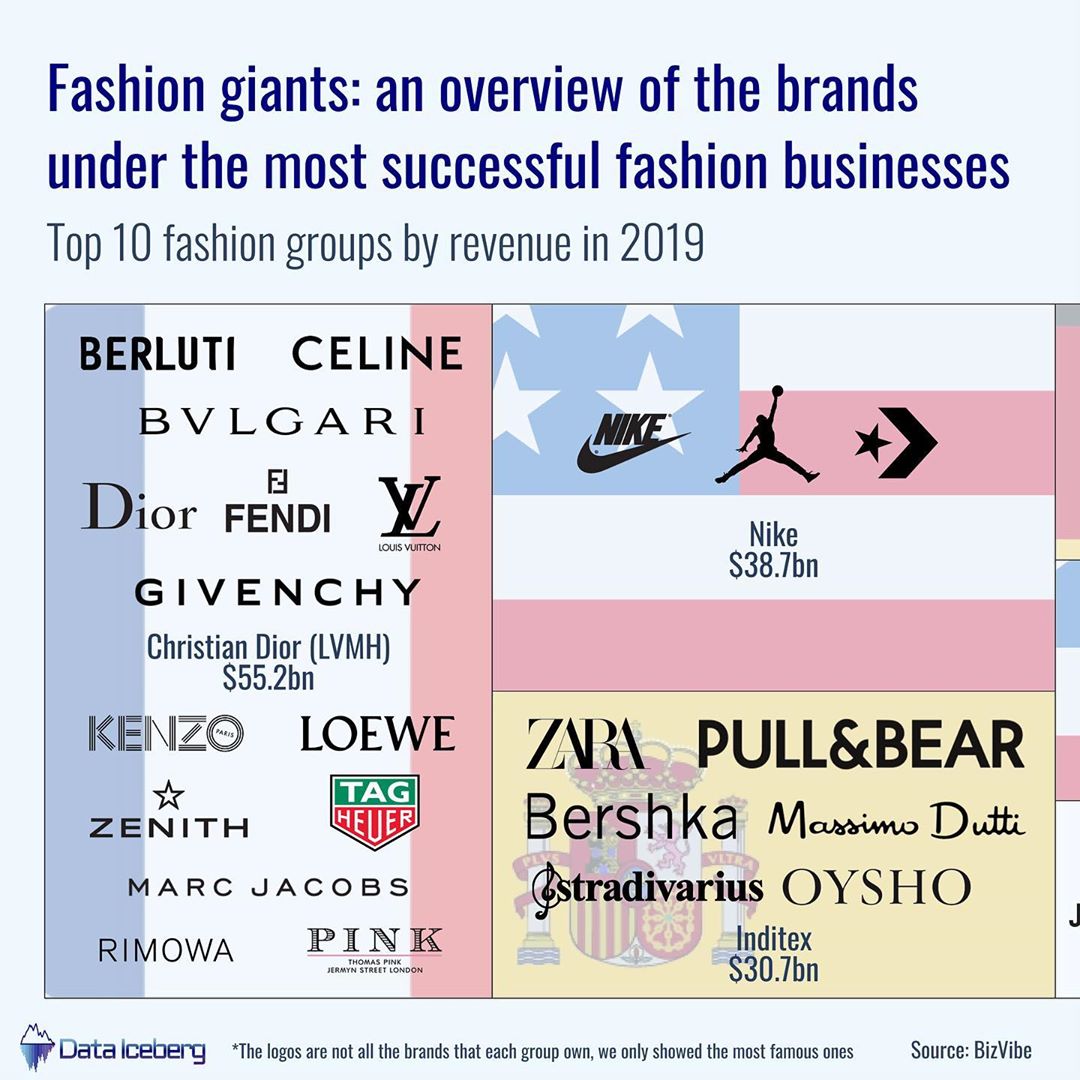 Fashion giants: an overview of the brands
under the most successful fashion businesses
Top 10 fashion groups by revenue in 2019
BERLUTI CELINE
BVLGARI
Dior FENDI LV
LOUIS VUITTON
GIVENCHY
Christian Dior (LVMH)
$55.2bn
KENZO PARIS LOEWE
ZENITH TAG HEUER
MARC JACOBS
RIMOWA PINK
THOMAS PINK
JERMYN STREET LONDON
NIKE
Nike
$38.7bn
ZARA PULL&BEAR
Bershka Massimo Dutti
PLVS VLTRA
stradivarius OYSHO
Inditex
$30.7bn
J
Data Iceberg *The logos are not all the brands that each group own, we only showed the most famous ones Source: BizVibe